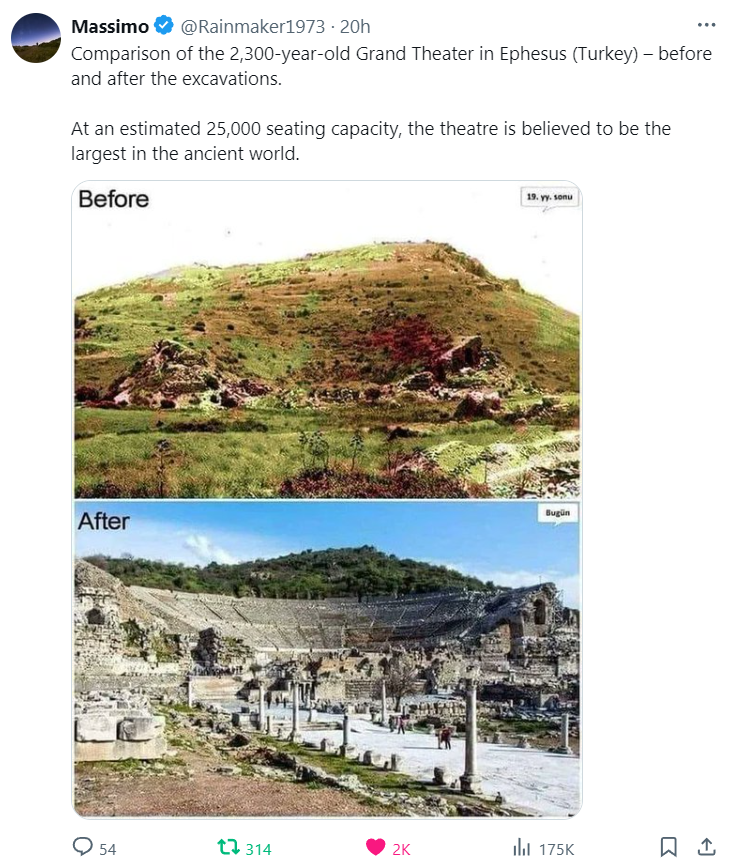 Massimo @Rainmaker1973 · 20h
Comparison of the 2,300-year-old Grand Theater in Ephesus (Turkey) – before
and after the excavations.
At an estimated 25,000 seating capacity, the theatre is believed to be the
largest in the ancient world.
Before
19. yy. sonu
After
Bugün
54 314 2K 175K